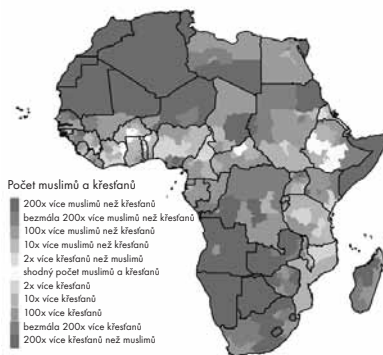 Počet muslimů a křesťanů
200x více muslimů než křesťanů
bezmála 200x více muslimů než křesťanů
100x více muslimů než křesťanů
10x více muslimů než křesťanů
2x více křesťanů než muslimů
shodný počet muslimů a křesťanů
2x více křesťanů
10x více křesťanů
100x více křesťanů
bezmála 200x více křesťanů
200x více křesťanů než muslimů